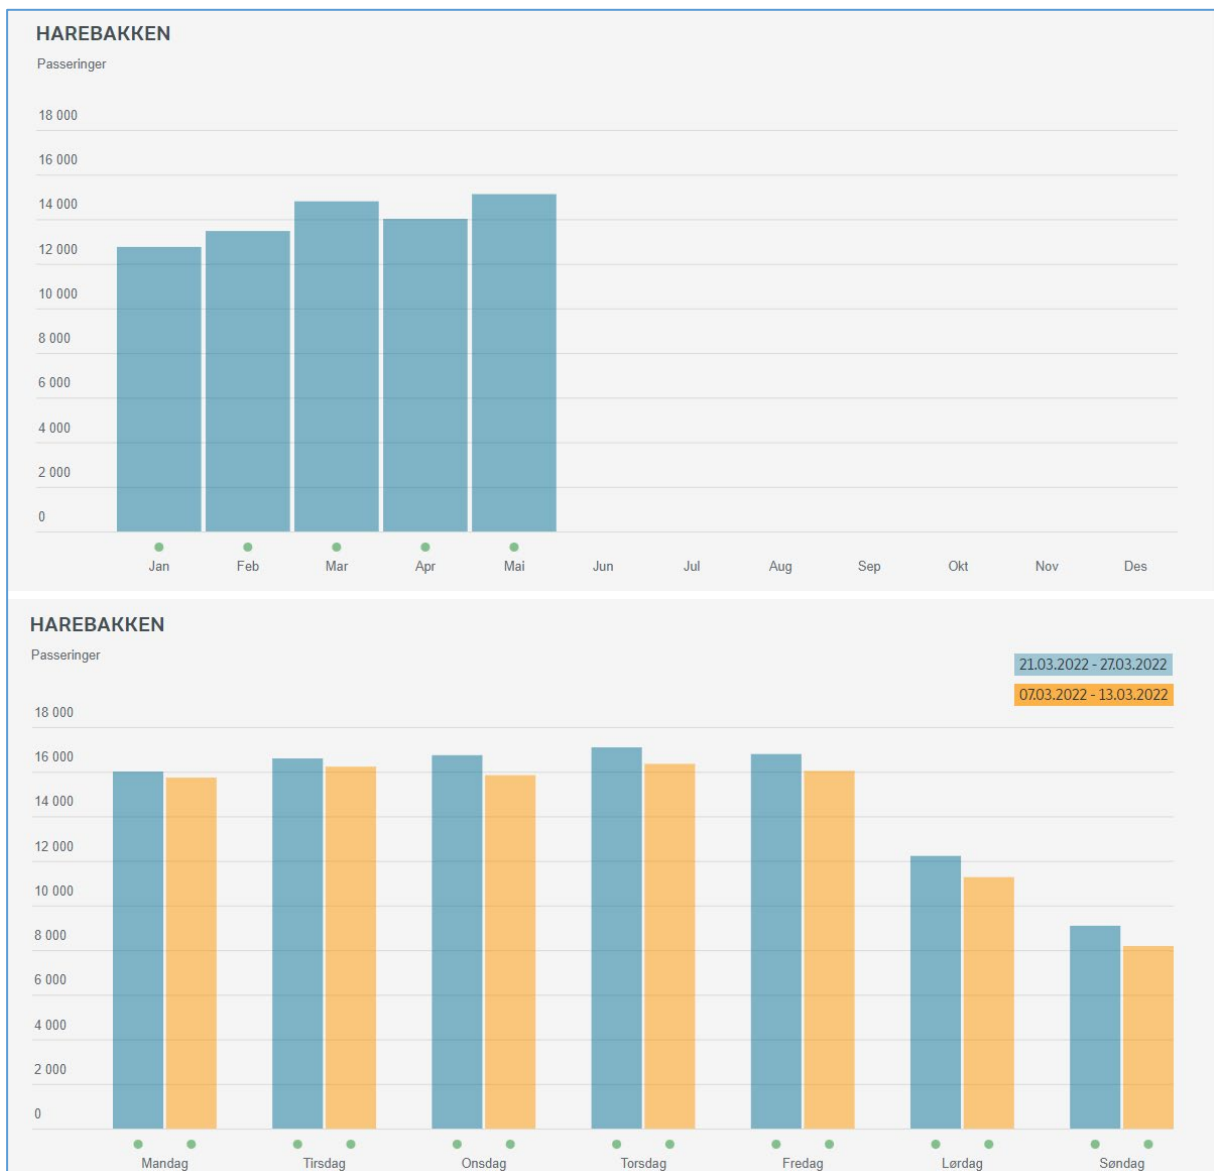 HAREBAKKEN
Passeringer
18 000
16 000
14 000
12 000
10 000
8 000
6 000
4 000
2 000
0
Jan Feb Mar Apr Mai Jun Jul Aug Sep Okt Nov Des
HAREBAKKEN
Passeringer
21.03.2022 - 27.03.2022
07.03.2022 - 13.03.2022
18 000
16 000
14 000
12 000
10 000
8 000
6 000
4 000
2 000
0
Mandag Tirsdag Onsdag Torsdag Fredag Lørdag Søndag